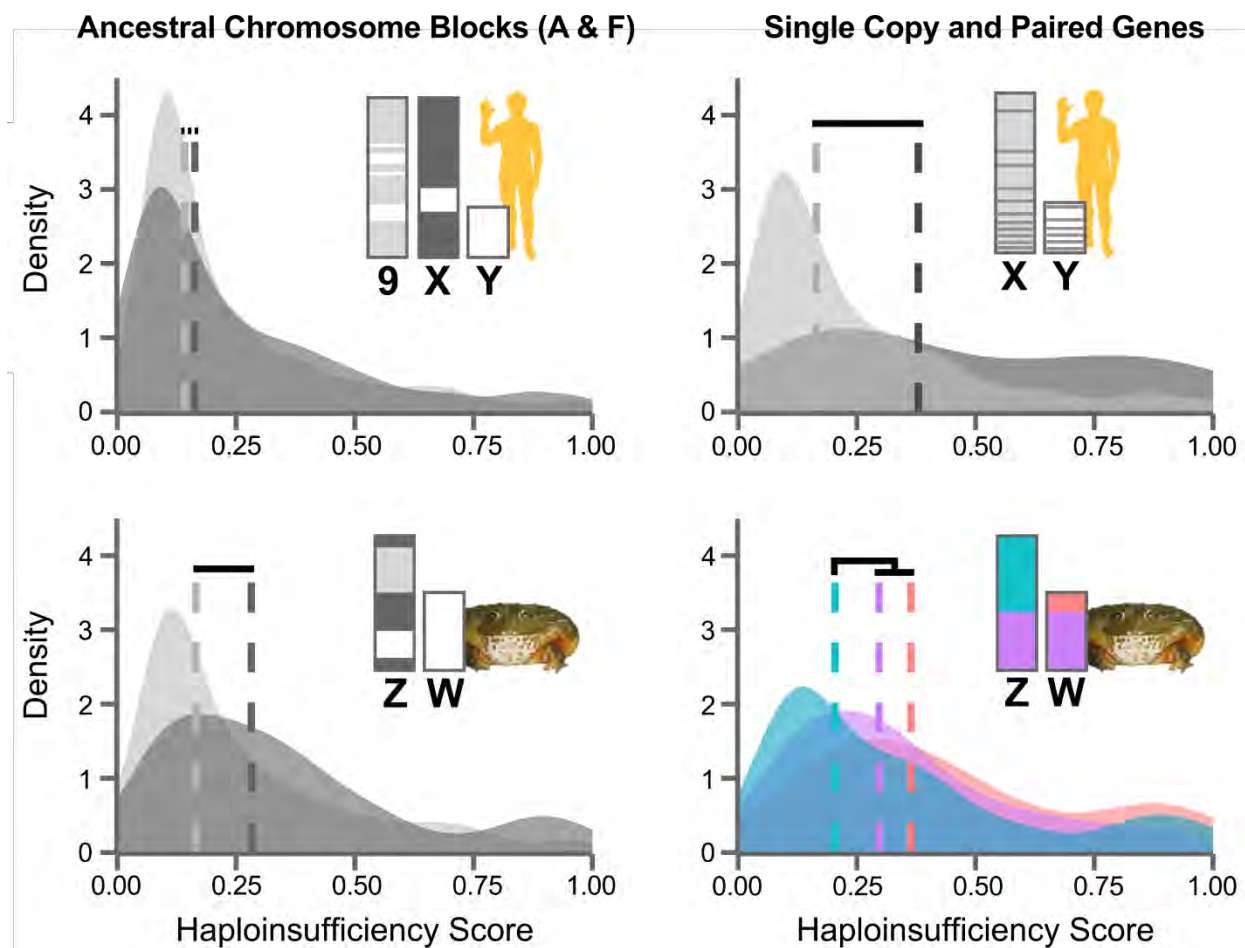 Ancestral Chromosome Blocks (A & F)
Single Copy and Paired Genes
Density
4
3
2
1
0
0.00 0.25 0.50 0.75 1.00
9 X Y
4
3
2
1
0
0.00 0.25 0.50 0.75 1.00
X Y
Density
4
3
2
1
0
0.00 0.25 0.50 0.75 1.00
Z W
Haploinsufficiency Score
4
3
2
1
0
0.00 0.25 0.50 0.75 1.00
Z W
Haploinsufficiency Score